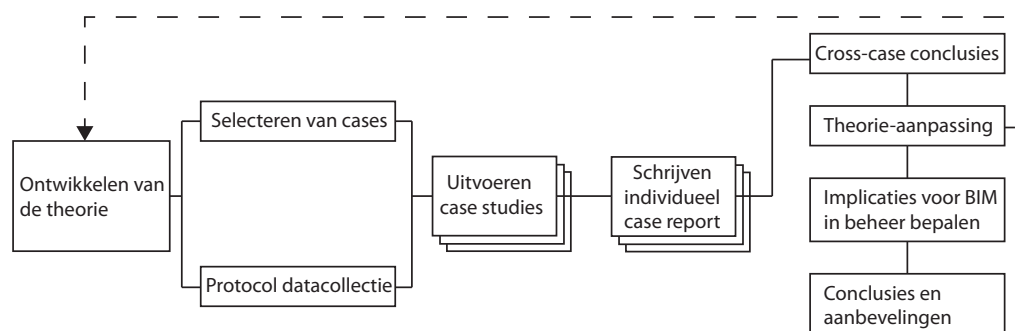 Ontwikkelen van
de theorie
Selecteren van cases
Protocol datacollectie
Uitvoeren
case studies
Schrijven
individueel
case report
Cross-case conclusies
Theorie-aanpassing
Implicaties voor BIM
in beheer bepalen
Conclusies en
aanbevelingen